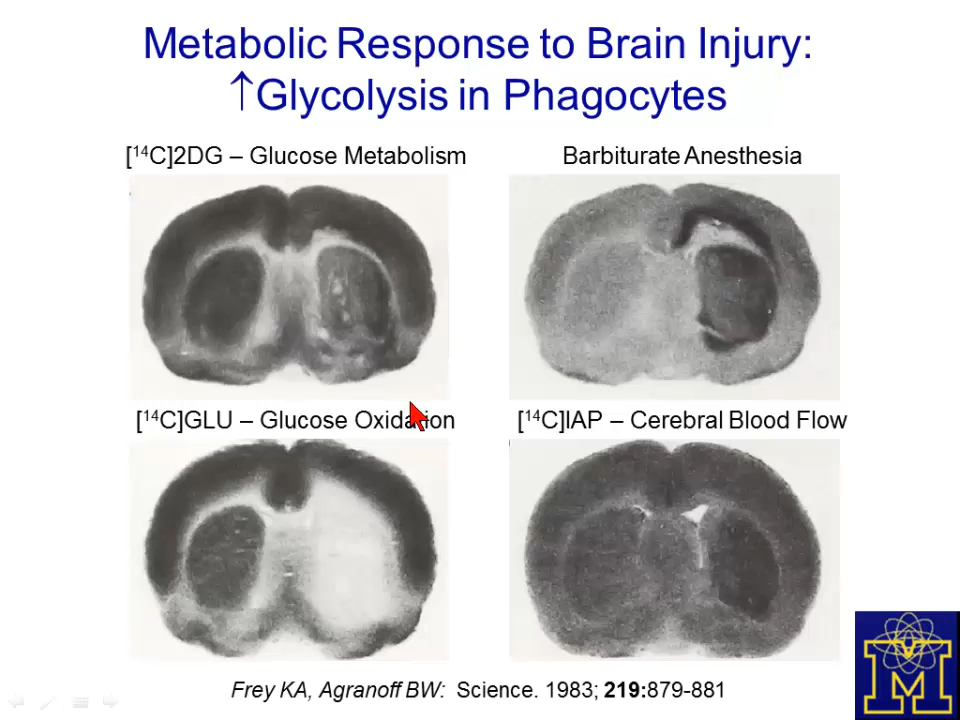 Metabolic Response to Brain Injury:
↑Glycolysis in Phagocytes
[¹⁴C]2DG – Glucose Metabolism
Barbiturate Anesthesia
[¹⁴C]GLU – Glucose Oxidation
[¹⁴C]IAP – Cerebral Blood Flow
Frey KA, Agranoff BW: Science. 1983; 219:879-881
M